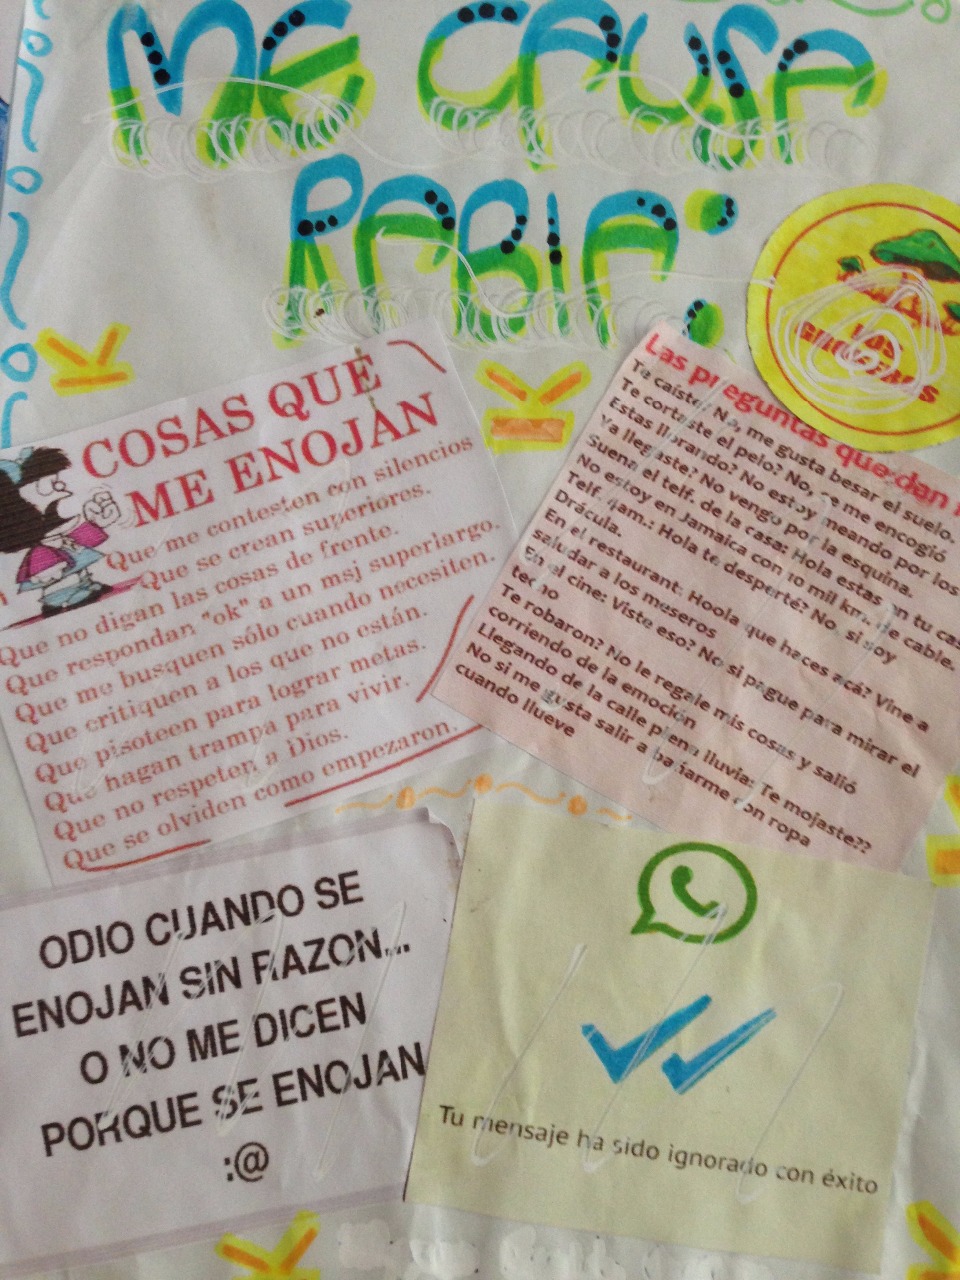 ME CAUSA
RABIA:
LOS
COSAS QUE
ME ENOJAN
Que me contesten con silencios
Que se crean superiores.
Que no digan las cosas de frente.
Que respondan "ok" a un msj superlargo.
Que me busquen sólo cuando necesiten.
Que critiquen a los que no están.
Que pisoteen para lograr metas.
Que hagan trampa para vivir.
Que no respeten a Dios.
Que se olviden como empezaron.
Las preguntas que dan
Te caíste? No, me gusta besar el suelo.
Te cortaste el pelo? No, se me encogió
Estas llorando? No estoy meando por los
Ya llegaste? No vengo por la esquina.
Suena el telf. de la casa: Hola estas en tu cas
No estoy en Jamaica con 10 mil km. de cable.
Telf. 3am.: Hola te desperté? No, si soy
Drácula.
En el restaurant: Hoola que haces acá? Vine a
saludar a los meseros
En el cine: Viste eso? No si pague para mirar el
techo
Te robaron? No le regale mis cosas y salió
corriendo de la emoción
Llegando de la calle plena lluvia: Te mojaste??
No si me gusta salir a bañarme con ropa
cuando llueve
ODIO CUANDO SE
ENOJAN SIN RAZON...
O NO ME DICEN
PORQUE SE ENOJAN
:@
Tu mensaje ha sido ignorado con éxito